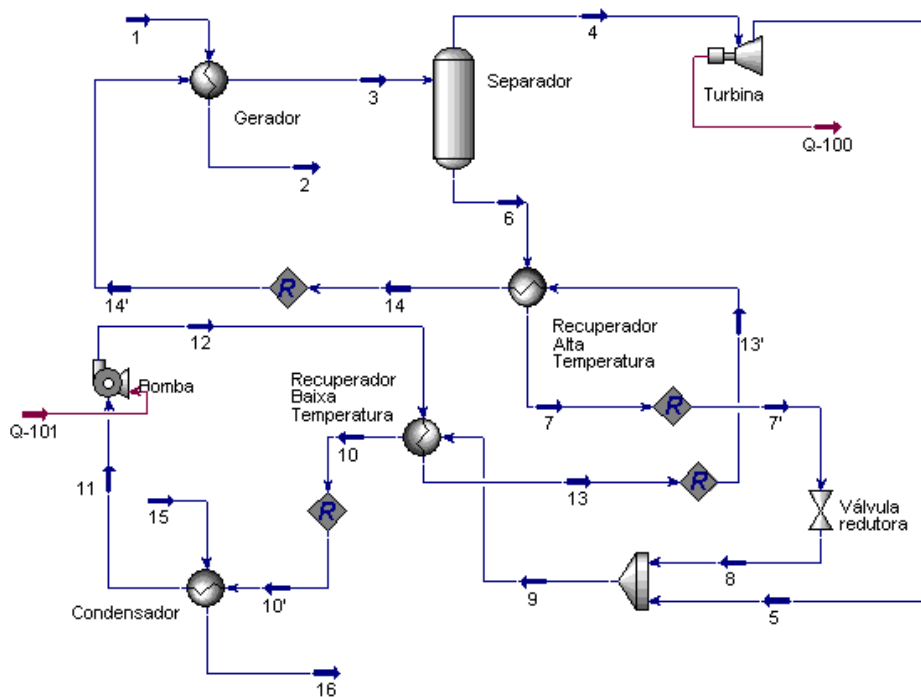 1
4
3
Separador
Turbina
Gerador
Q-100
2
6
R
14'
14
12
Recuperador
Alta
Temperatura
13'
Bomba
Recuperador
Baixa
Temperatura
Q-101
R
7
7'
10
11
15
R
13
R
Válvula
redutora
8
Condensador
10'
9
5
16